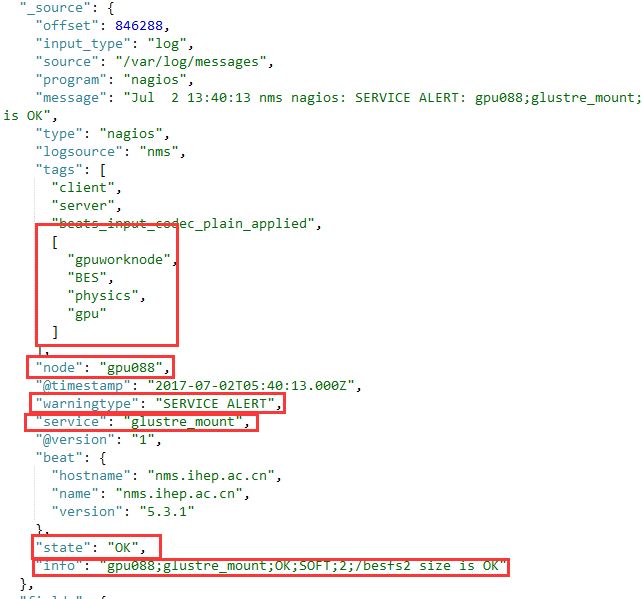 "_source": {
"offset": 846288,
"input_type": "log",
"source": "/var/log/messages",
"program": "nagios",
"message": "Jul  2 13:40:13 nms nagios: SERVICE ALERT: gpu088;glustre_mount;
is OK",
"type": "nagios",
"logsource": "nms",
"tags": [
"client",
"server",
"beats_input_codec_plain_applied",
[
"gpuworknode",
"BES",
"physics",
"gpu"
]
],
"node": "gpu088",
"@timestamp": "2017-07-02T05:40:13.000Z",
"warningtype": "SERVICE ALERT",
"service": "glustre_mount",
"@version": "1",
"beat": {
"hostname": "nms.ihep.ac.cn",
"name": "nms.ihep.ac.cn",
"version": "5.3.1"
},
"state": "OK",
"info": "gpu088;glustre_mount;OK;SOFT;2;/besfs2 size is OK"
},